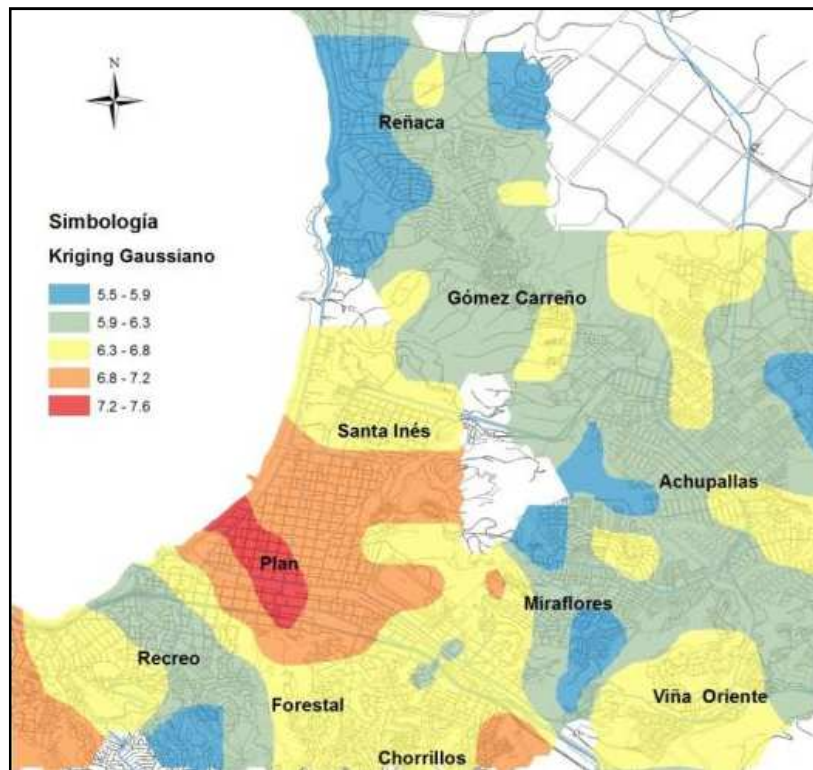 N
Reñaca
Simbología
Kriging Gaussiano
5.5 - 5.9
5.9 - 6.3
6.3 - 6.8
6.8 - 7.2
7.2 - 7.6
Gómez Carreño
Santa Inés
Achupallas
Plan
Miraflores
Recreo
Viña Oriente
Forestal
Chorrillos